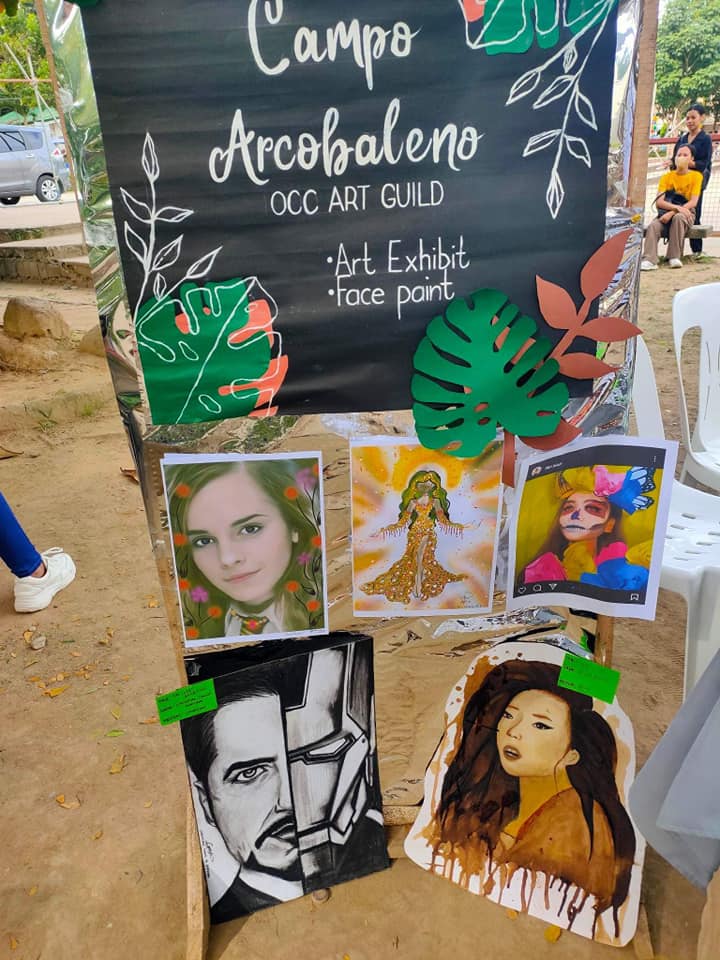 Campo
Arcobaleno
OCC ART GUILD
•Art Exhibit
•Face paint